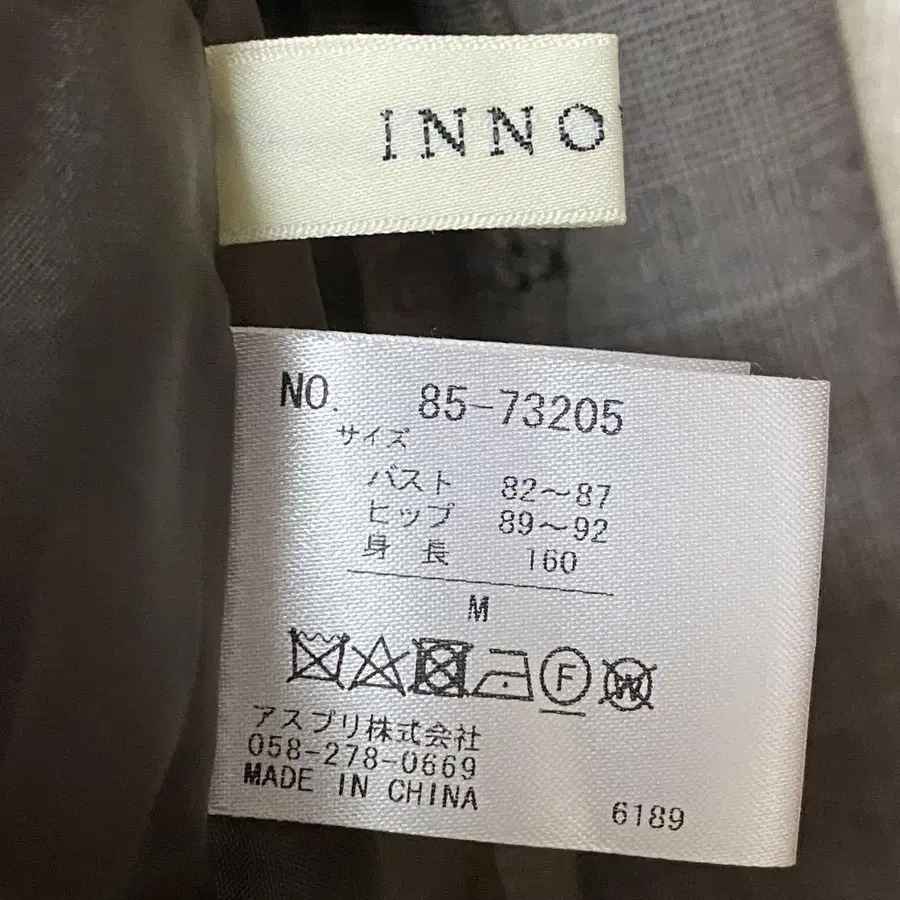 INNO
NO. 85-73205
サイズ
バスト 82～87
ヒップ 89～92
身長 160
M
F
W
アスプリ株式会社
058-278-0669
MADE IN CHINA
6189